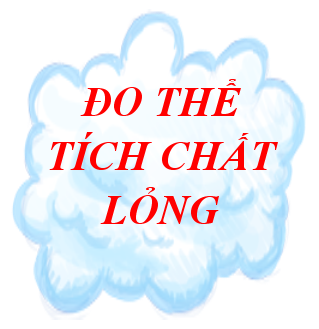 ĐO THỂ
TÍCH CHẤT
LỎNG